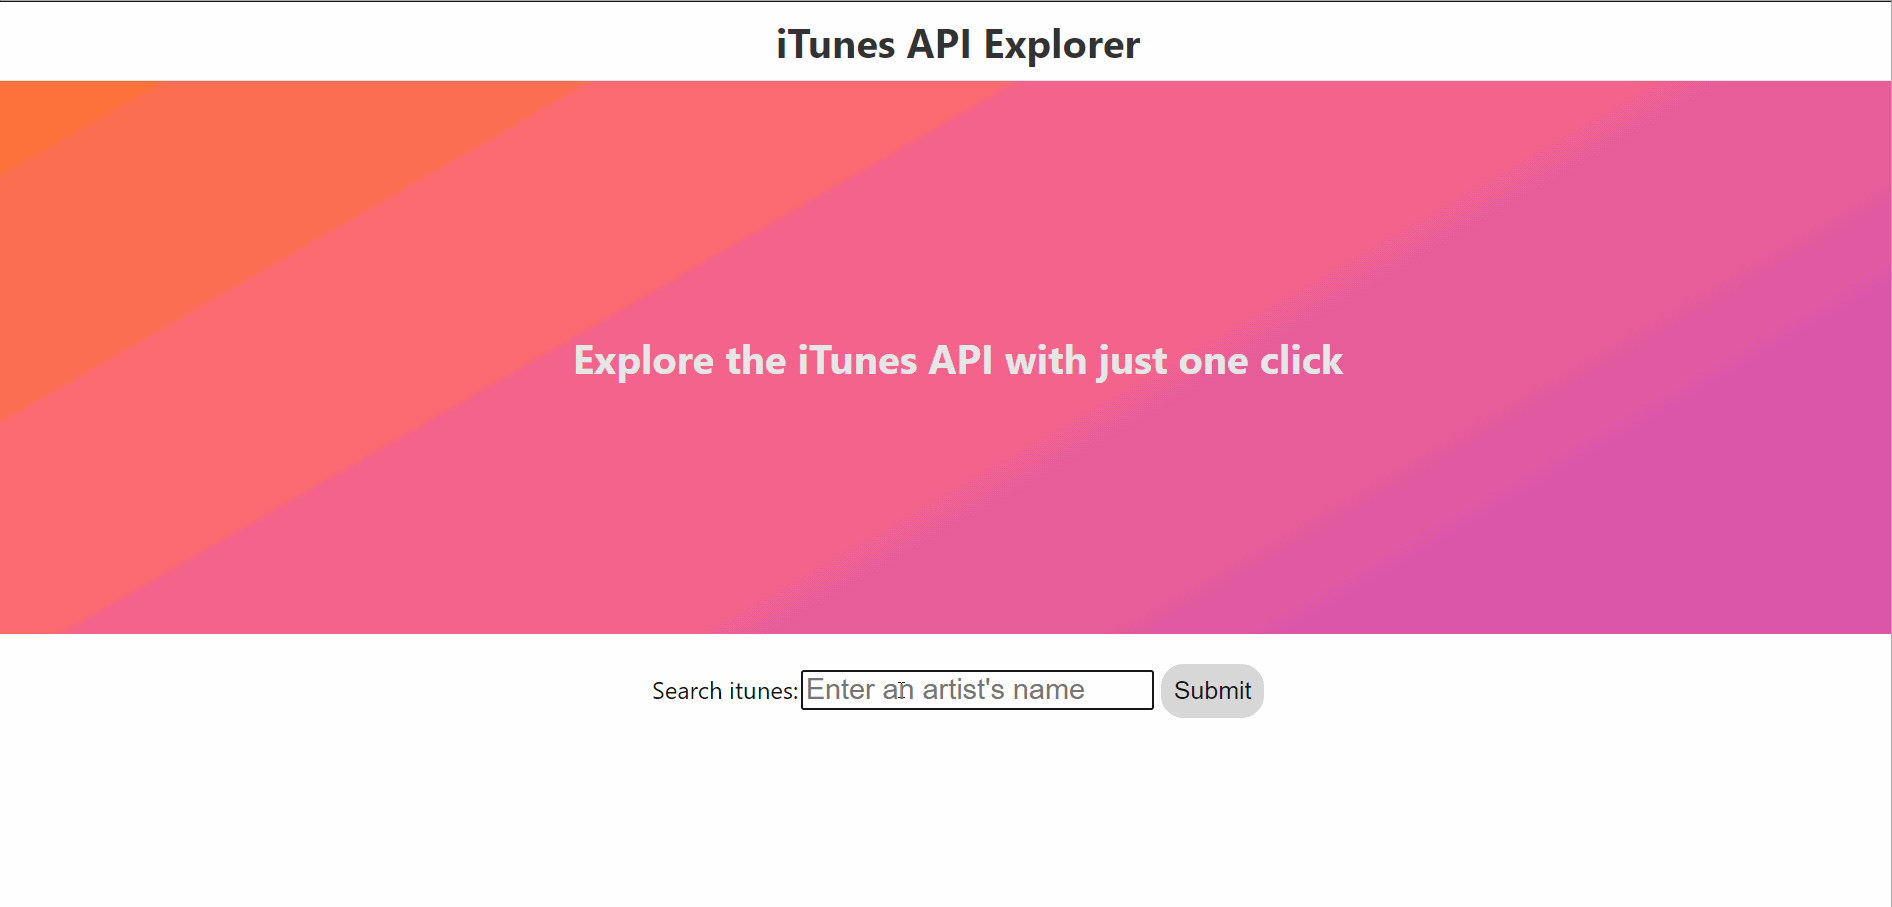 iTunes API Explorer
Explore the iTunes API with just one click
Search itunes: Enter an artist's name Submit